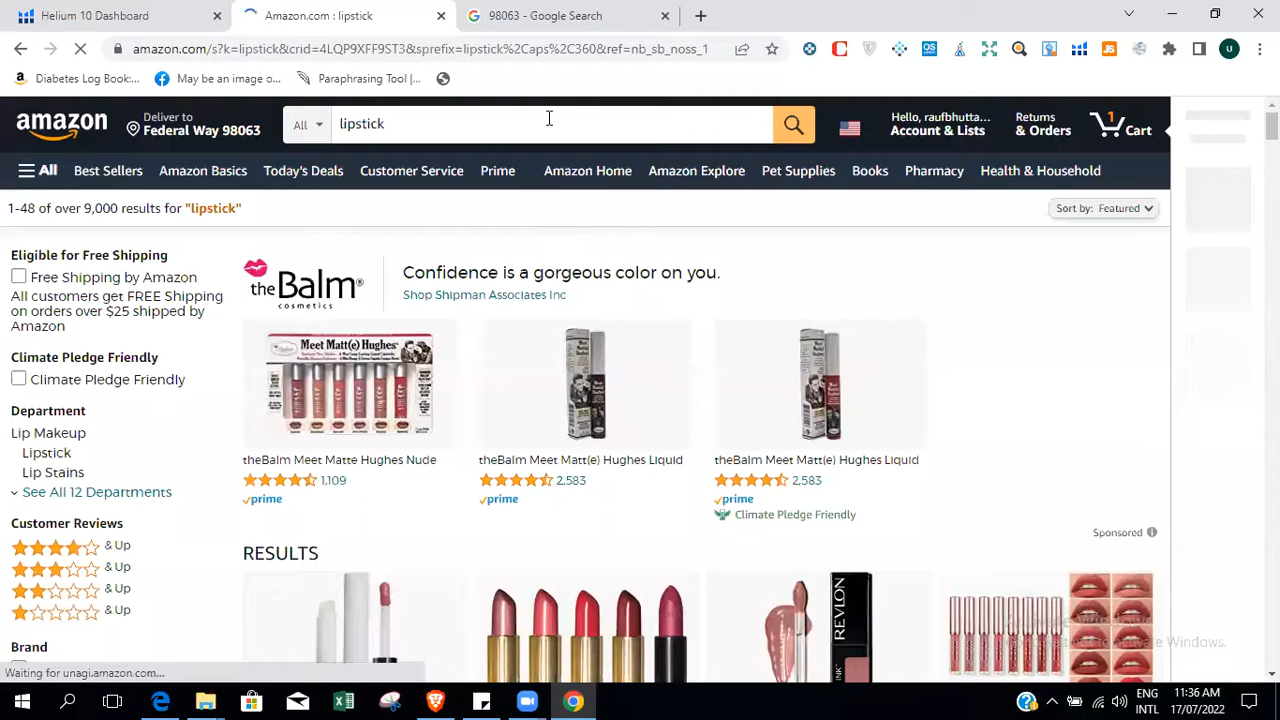 Helium 10 Dashboard
Amazon.com : lipstick
98063 - Google Search
amazon.com/s?k=lipstick&crid=4LQP9XFF9ST3&sprefix=lipstick%2Caps%2C360&ref=nb_sb_noss_1
Diabetes Log Book:...
May be an image o...
Paraphrasing Tool |...
amazon
Deliver to
Federal Way 98063
All
lipstick
Hello, raufbhutta...
Account & Lists
Returns
& Orders
1
Cart
All
Best Sellers
Amazon Basics
Today's Deals
Customer Service
Prime
Amazon Home
Amazon Explore
Pet Supplies
Books
Pharmacy
Health & Household
1-48 of over 9,000 results for "lipstick"
Sort by: Featured
Eligible for Free Shipping
Free Shipping by Amazon
All customers get FREE Shipping
on orders over $25 shipped by
Amazon
Climate Pledge Friendly
Climate Pledge Friendly
Department
Lip Makeup
Lipstick
Lip Stains
See All 12 Departments
Customer Reviews
& Up
& Up
& Up
& Up
Brand
theBalm®
cosmetics
Confidence is a gorgeous color on you.
Shop Shipman Associates Inc
Meet Matt(e) Hughes.
theBalm Meet Matte Hughes Nude
1,109
prime
theBalm Meet Matt(e) Hughes Liquid
2,583
prime
theBalm Meet Matt(e) Hughes Liquid
2,583
prime
Climate Pledge Friendly
Sponsored
RESULTS
REVLON
Waiting for unagi.amazon.com...
ENG
INTL
11:36 AM
17/07/2022